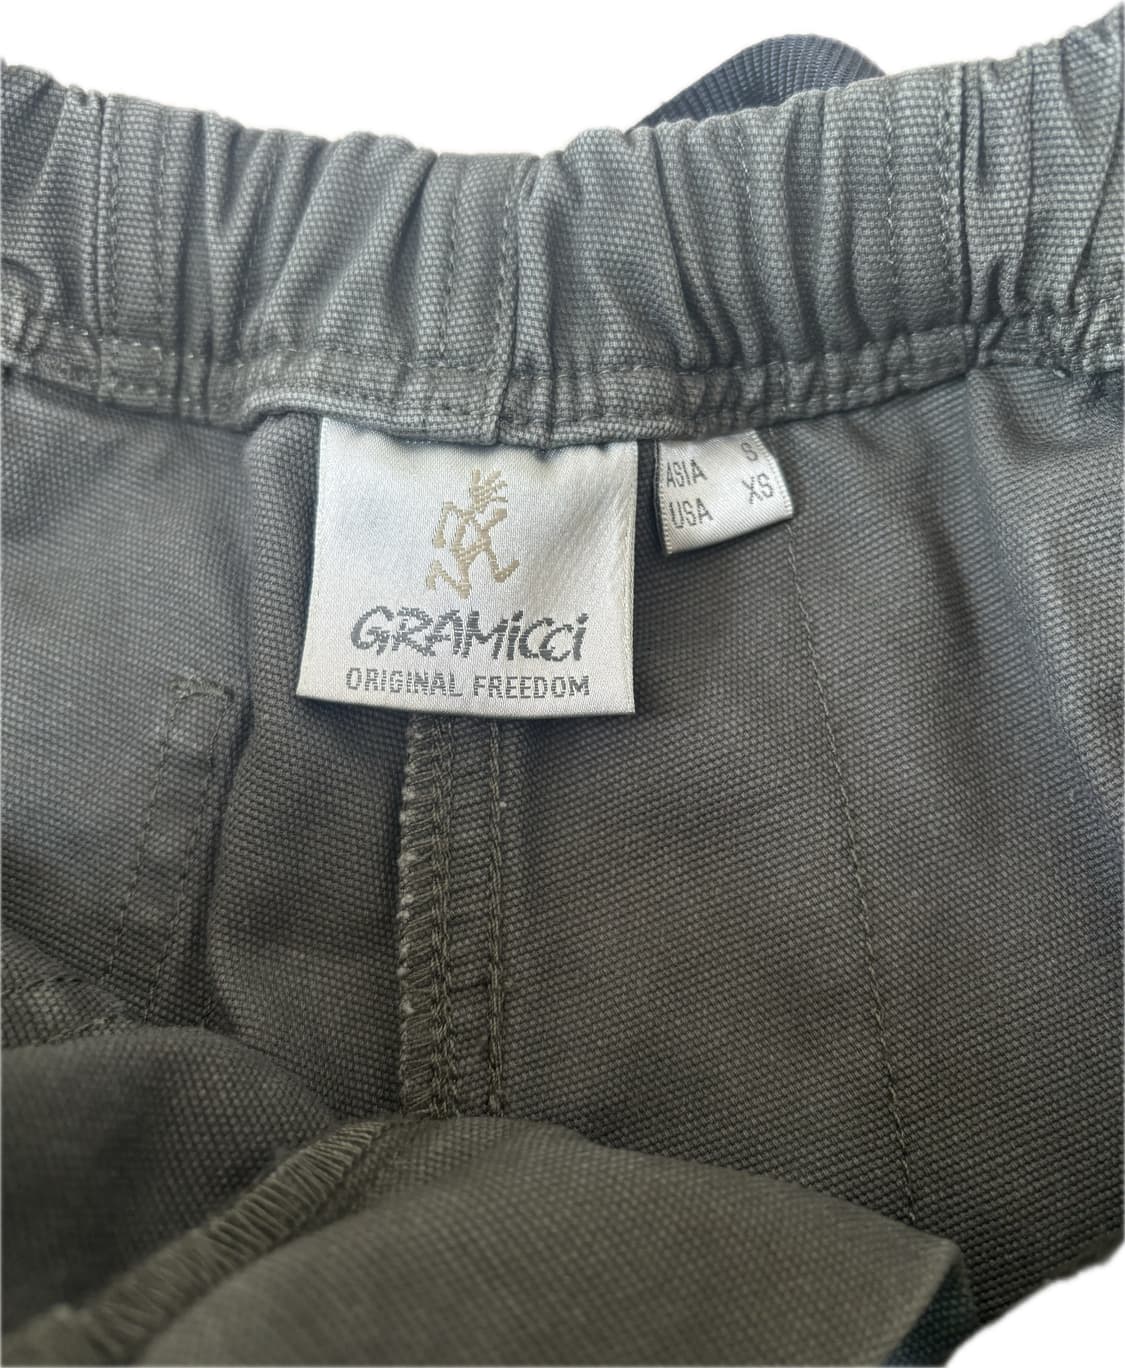 GRAMICCI
ORIGINAL FREEDOM
ASIA S
USA XS